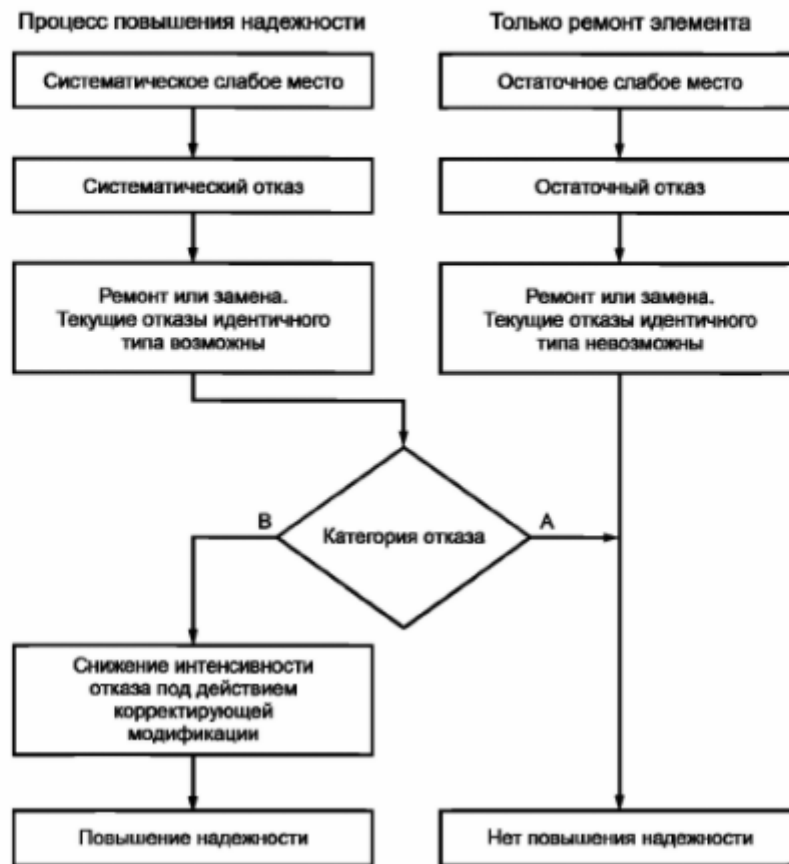 Процесс повышения надежности
Только ремонт элемента
Систематическое слабое место
Остаточное слабое место
Систематический отказ
Остаточный отказ
Ремонт или замена.
Текущие отказы идентичного
типа возможны
Ремонт или замена.
Текущие отказы идентичного
типа невозможны
В
Категория отказа
А
Снижение интенсивности
отказа под действием
корректирующей
модификации
Повышение надежности
Нет повышения надежности